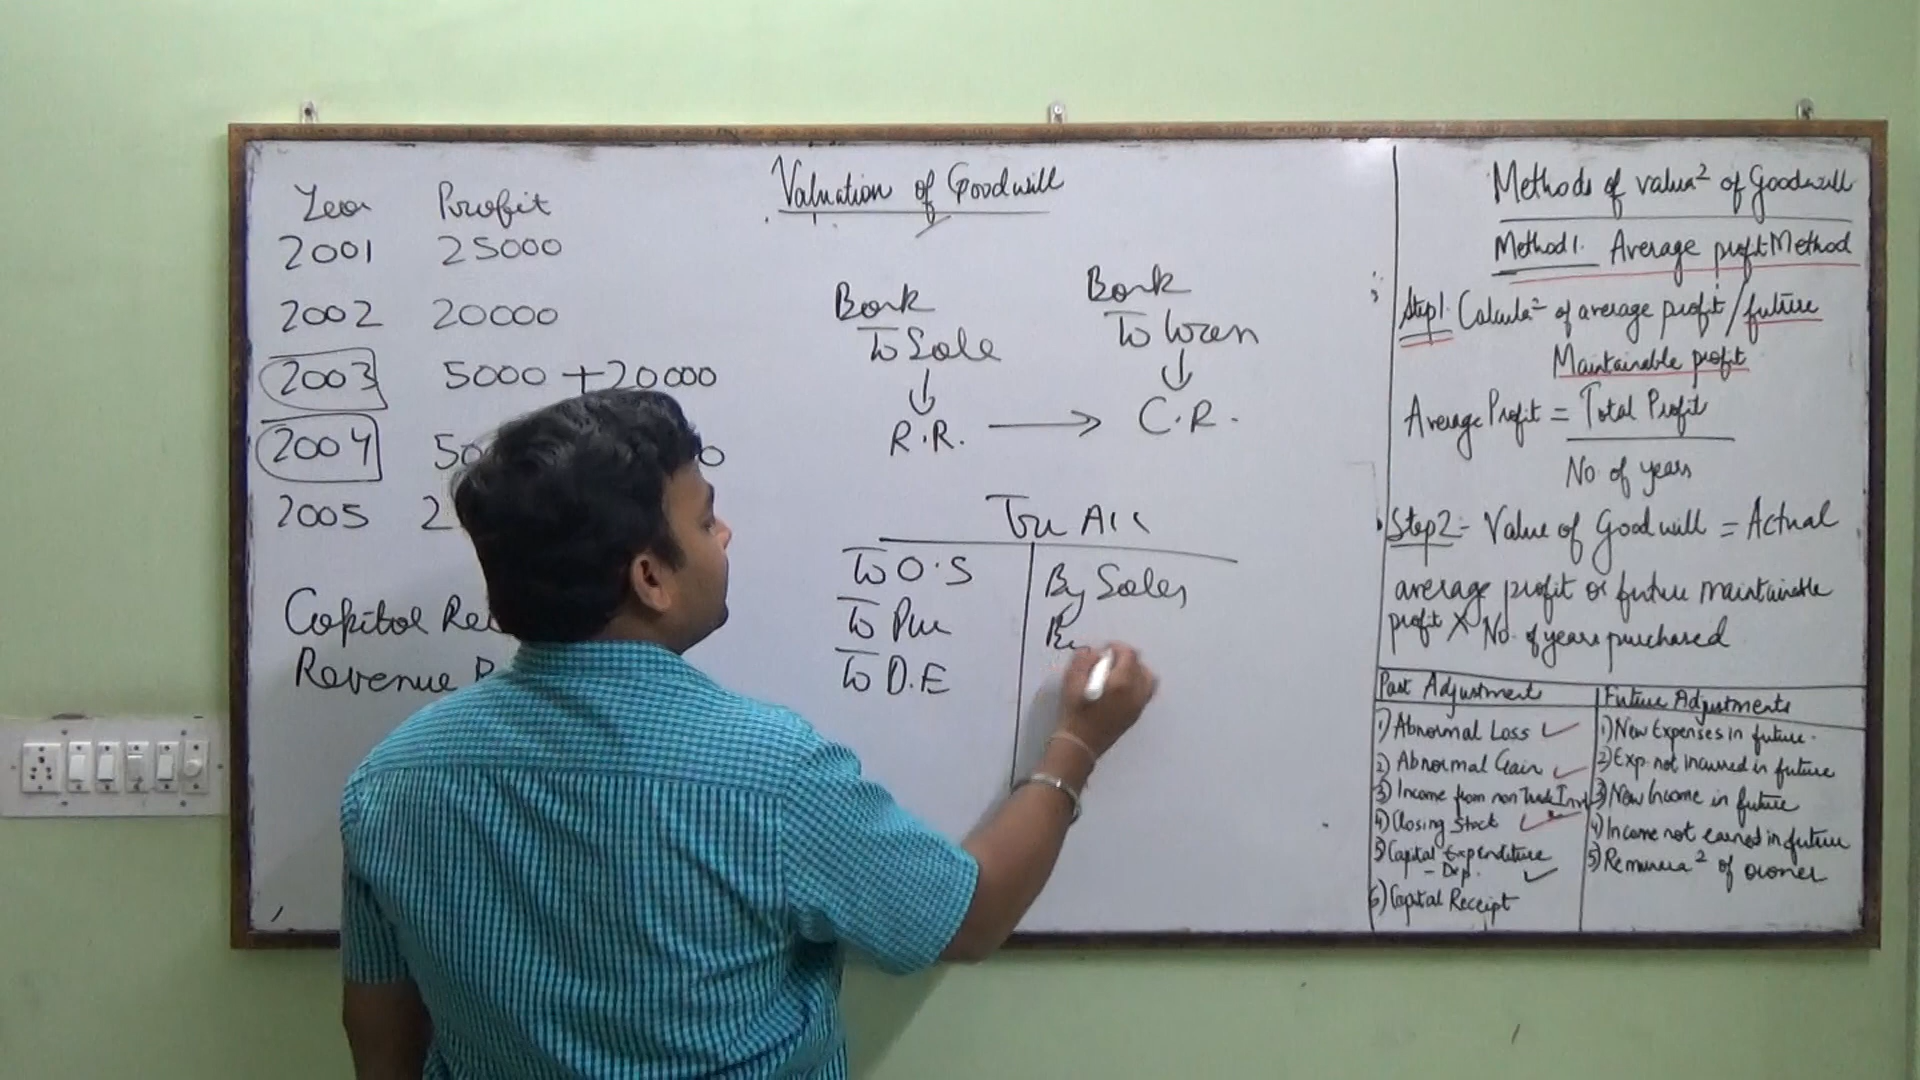 Valuation of Goodwill
Year Profit
2001 25000
2002 20000
2003 5000 + 20000
2004
2005 2
Capital
Revenue
Bank
To Sale
R.R.
Bank
To Loan
C.R.
Tr A/c
To O.S
To Pur
To D.E
By Sales
By
Methods of valua² of Goodwill
Method 1. Average profit Method
Step1. Calcula² of average profit / future
Maintainable profit
Average Profit = Total Profit
No. of years
Step2 - Value of Goodwill = Actual
average profit or future maintainable
profit X No. of years purchased
Past Adjustment
1) Abnormal Loss ✓
2) Abnormal Gain ✓
3) Income from non Trade Inv
4) Closing Stock ✓
5) Capital Expenditure
- Dep. ✓
6) Capital Receipt
Future Adjustments
1) New Expenses in future.
2) Exp. not incurred in future
3) New Income in future
4) Income not earned in future
5) Remunera² of owner